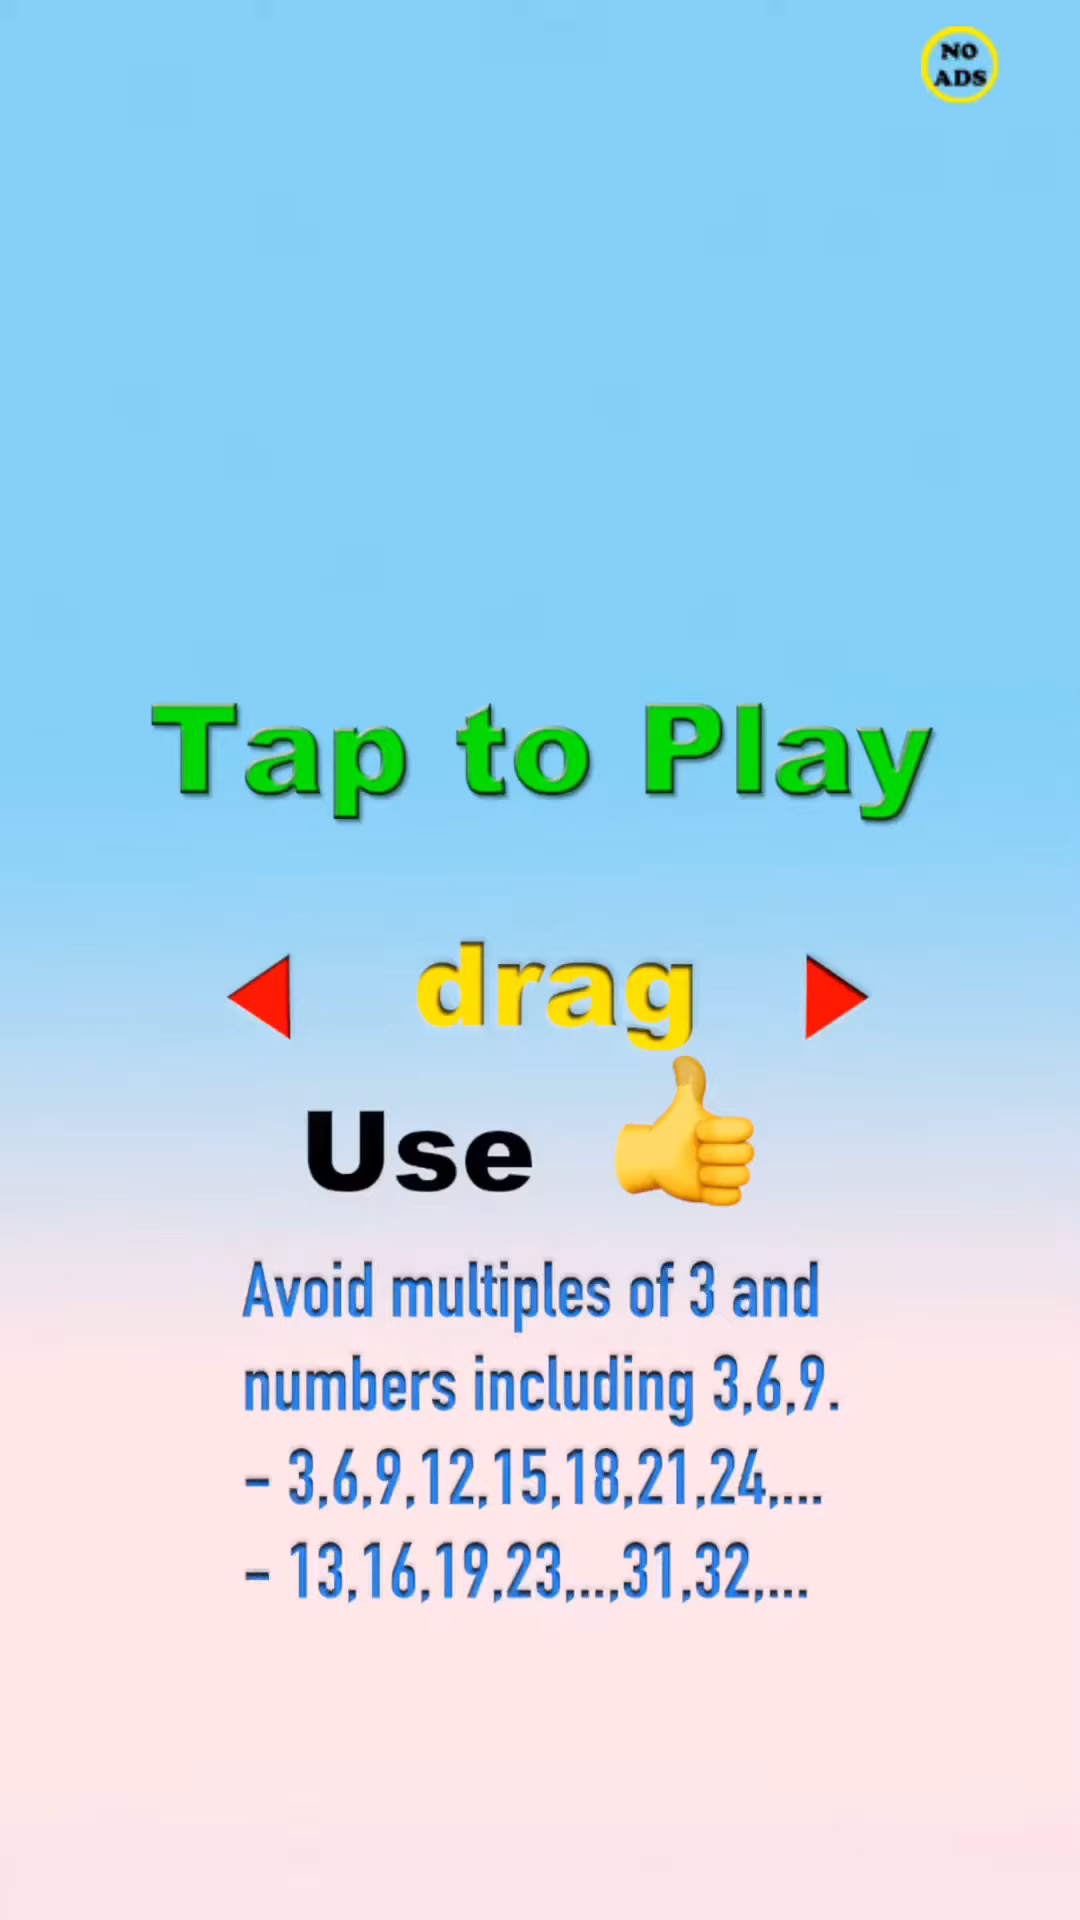 NO
ADS
Tap to Play
drag
Use
Avoid multiples of 3 and
numbers including 3,6,9.
- 3,6,9,12,15,18,21,24,...
- 13,16,19,23,..,31,32,...